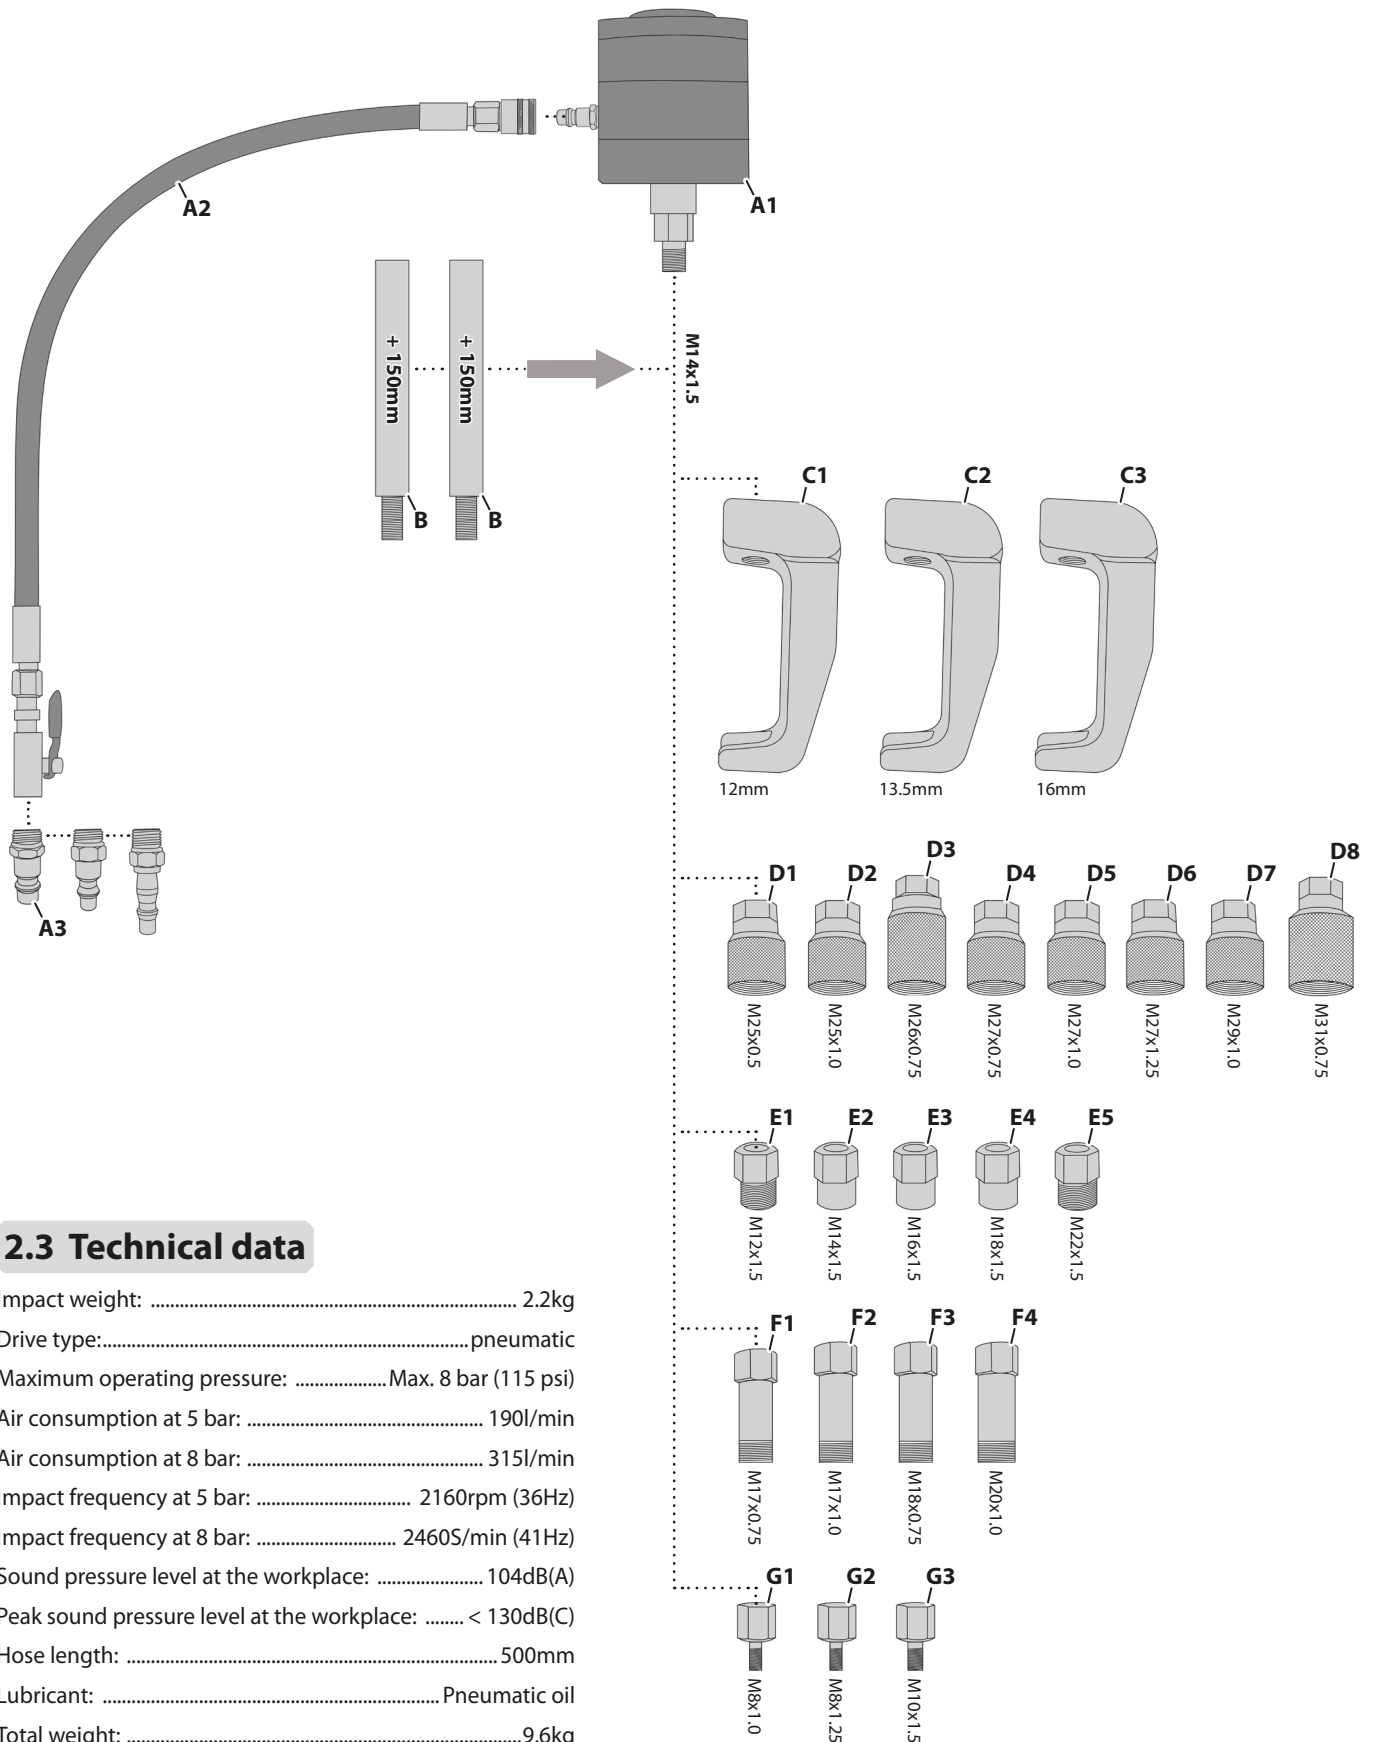 A2
A1
+ 150mm
+ 150mm
M14x1.5
B
B
C1
C2
C3
12mm
13.5mm
16mm
A3
D1
D2
D3
D4
D5
D6
D7
D8
M25x0.5
M25x1.0
M26x0.75
M27x0.75
M27x1.0
M27x1.25
M29x1.0
M31x0.75
E1
E2
E3
E4
E5
M12x1.5
M14x1.5
M16x1.5
M18x1.5
M22x1.5
F1
F2
F3
F4
M17x0.75
M17x1.0
M18x0.75
M20x1.0
G1
G2
G3
M8x1.0
M8x1.25
M10x1.5
2.3 Technical data
Impact weight: ........ 2.2kg
Drive type:........pneumatic
Maximum operating pressure: ........Max. 8 bar (115 psi)
Air consumption at 5 bar: ........ 190l/min
Air consumption at 8 bar: ........ 315l/min
Impact frequency at 5 bar: ........ 2160rpm (36Hz)
Impact frequency at 8 bar: ........ 2460S/min (41Hz)
Sound pressure level at the workplace: ........ 104dB(A)
Peak sound pressure level at the workplace: ........ < 130dB(C)
Hose length: ........ 500mm
Lubricant: ........ Pneumatic oil
Total weight: ........9.6kg